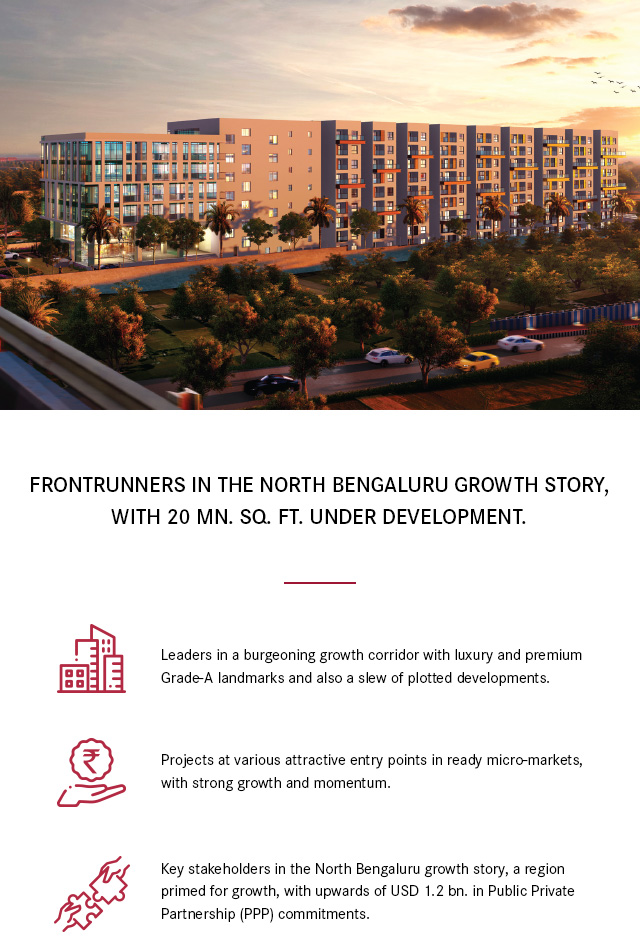 FRONTRUNNERS IN THE NORTH BENGALURU GROWTH STORY,
WITH 20 MN. SQ. FT. UNDER DEVELOPMENT.
Leaders in a burgeoning growth corridor with luxury and premium
Grade-A landmarks and also a slew of plotted developments.
₹
Projects at various attractive entry points in ready micro-markets,
with strong growth and momentum.
Key stakeholders in the North Bengaluru growth story, a region
primed for growth, with upwards of USD 1.2 bn. in Public Private
Partnership (PPP) commitments.